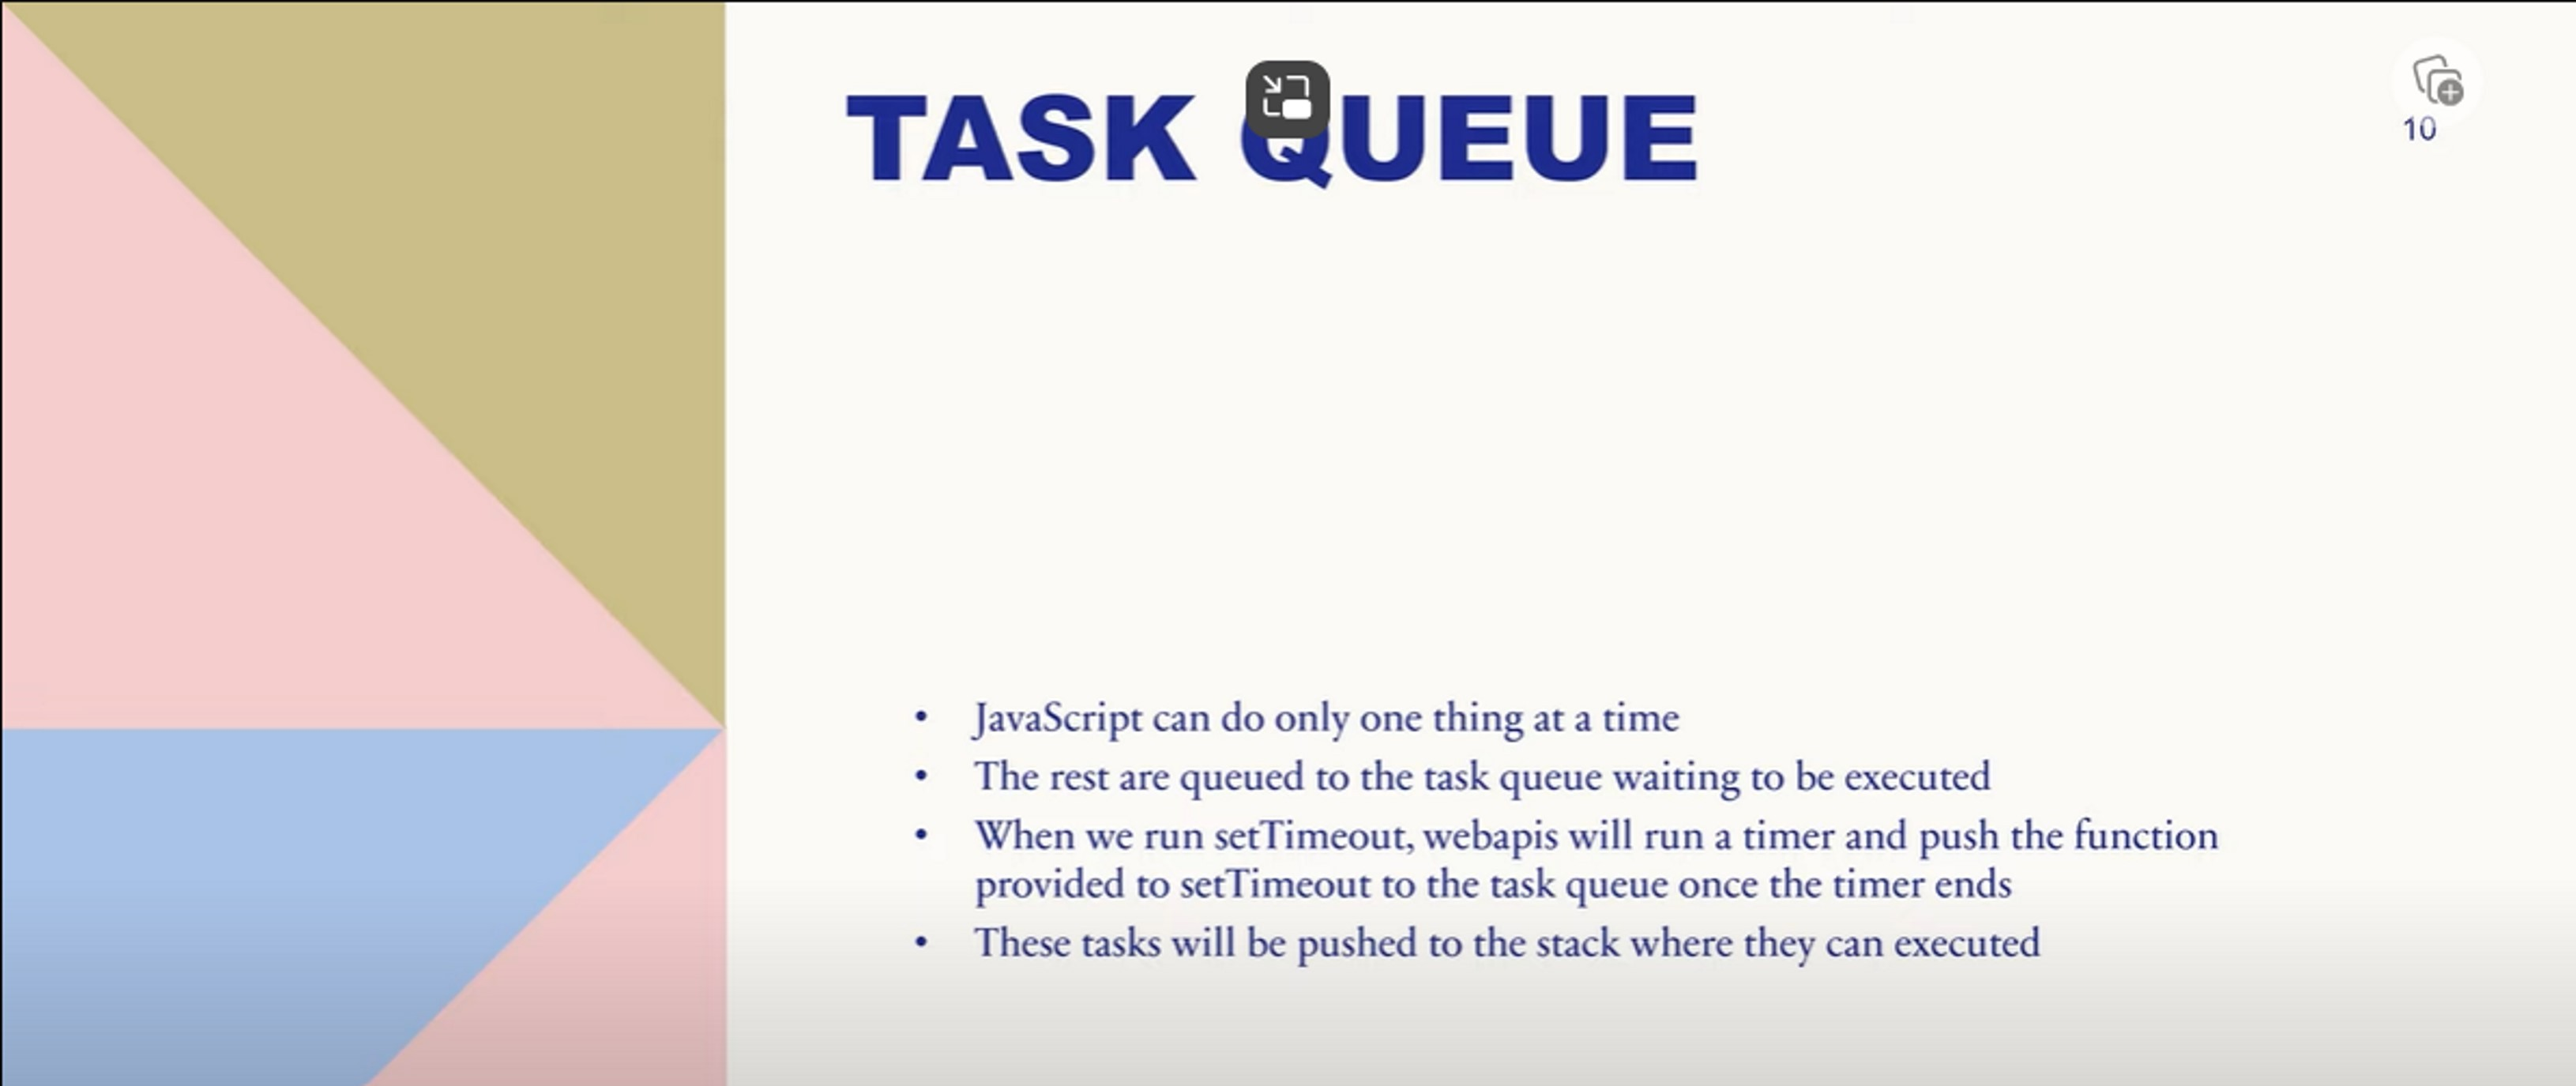 TASK QUEUE
10
• JavaScript can do only one thing at a time
• The rest are queued to the task queue waiting to be executed
• When we run setTimeout, webapis will run a timer and push the function
provided to setTimeout to the task queue once the timer ends
• These tasks will be pushed to the stack where they can executed